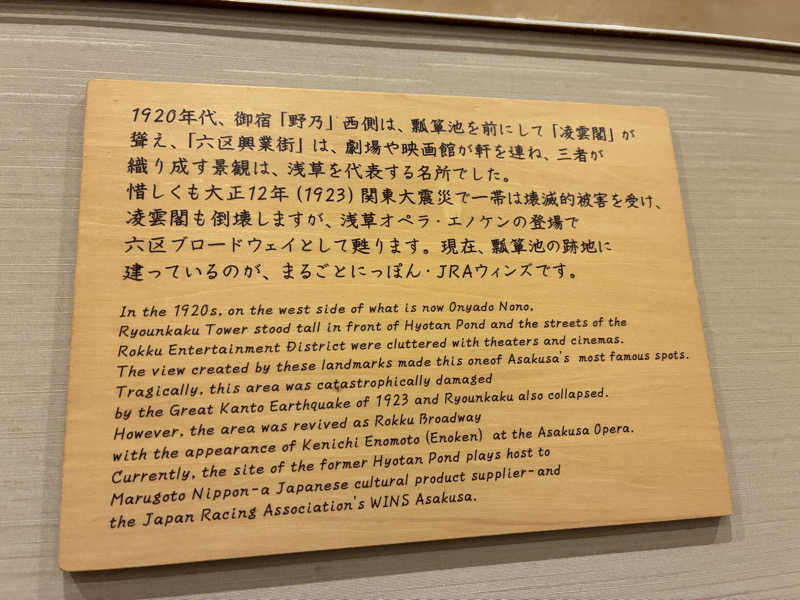 1920年代、御宿「野乃」西側は、瓢箪池を前にして「凌雲閣」が
聳え、「六区興業街」は、劇場や映画館が軒を連ね、三者が
織り成す景観は、浅草を代表する名所でした。
惜しくも大正12年(1923)関東大震災で一帯は壊滅的被害を受け、
凌雲閣も倒壊しますが、浅草オペラ・エノケンの登場で
六区ブロードウェイとして甦ります。現在、瓢箪池の跡地に
建っているのが、まるごとにっぽん・JRAウィンズです。
In the 1920s, on the west side of what is now Onyado Nono,
Ryounkaku Tower stood tall in front of Hyotan Pond and the streets of the
Rokku Entertainment District were cluttered with theaters and cinemas.
The view created by these landmarks made this oneof Asakusa's most famous spots.
Tragically, this area was catastrophically damaged
by the Great Kanto Earthquake of 1923 and Ryounkaku also collapsed.
However, the area was revived as Rokku Broadway
with the appearance of Kenichi Enomoto (Enoken) at the Asakusa Opera.
Currently, the site of the former Hyotan Pond plays host to
Marugoto Nippon-a Japanese cultural product supplier-and
the Japan Racing Association's WINS Asakusa.